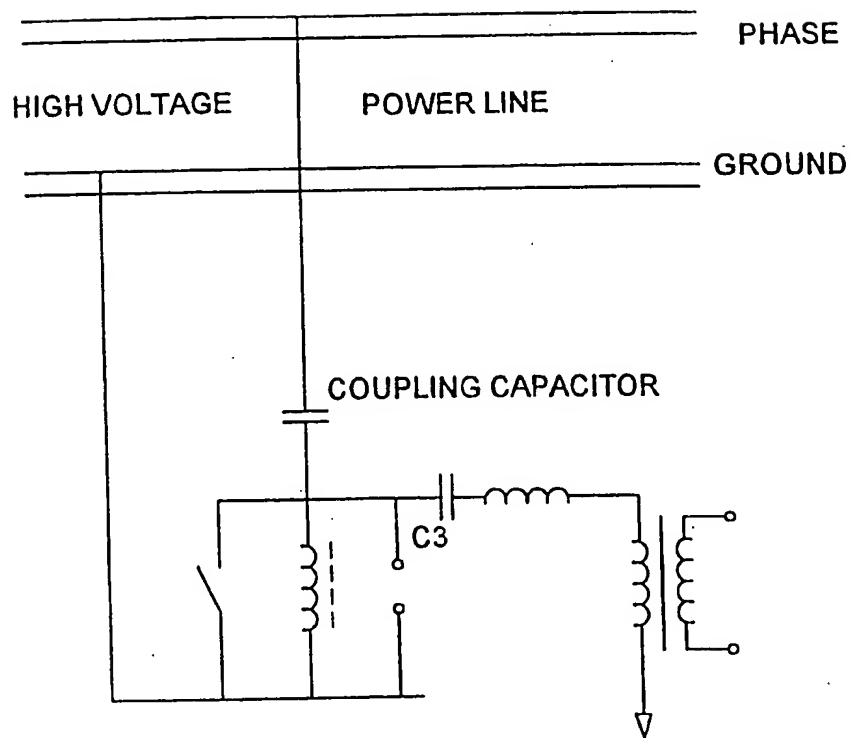 PHASE
HIGH VOLTAGE POWER LINE
GROUND
COUPLING CAPACITOR
C3